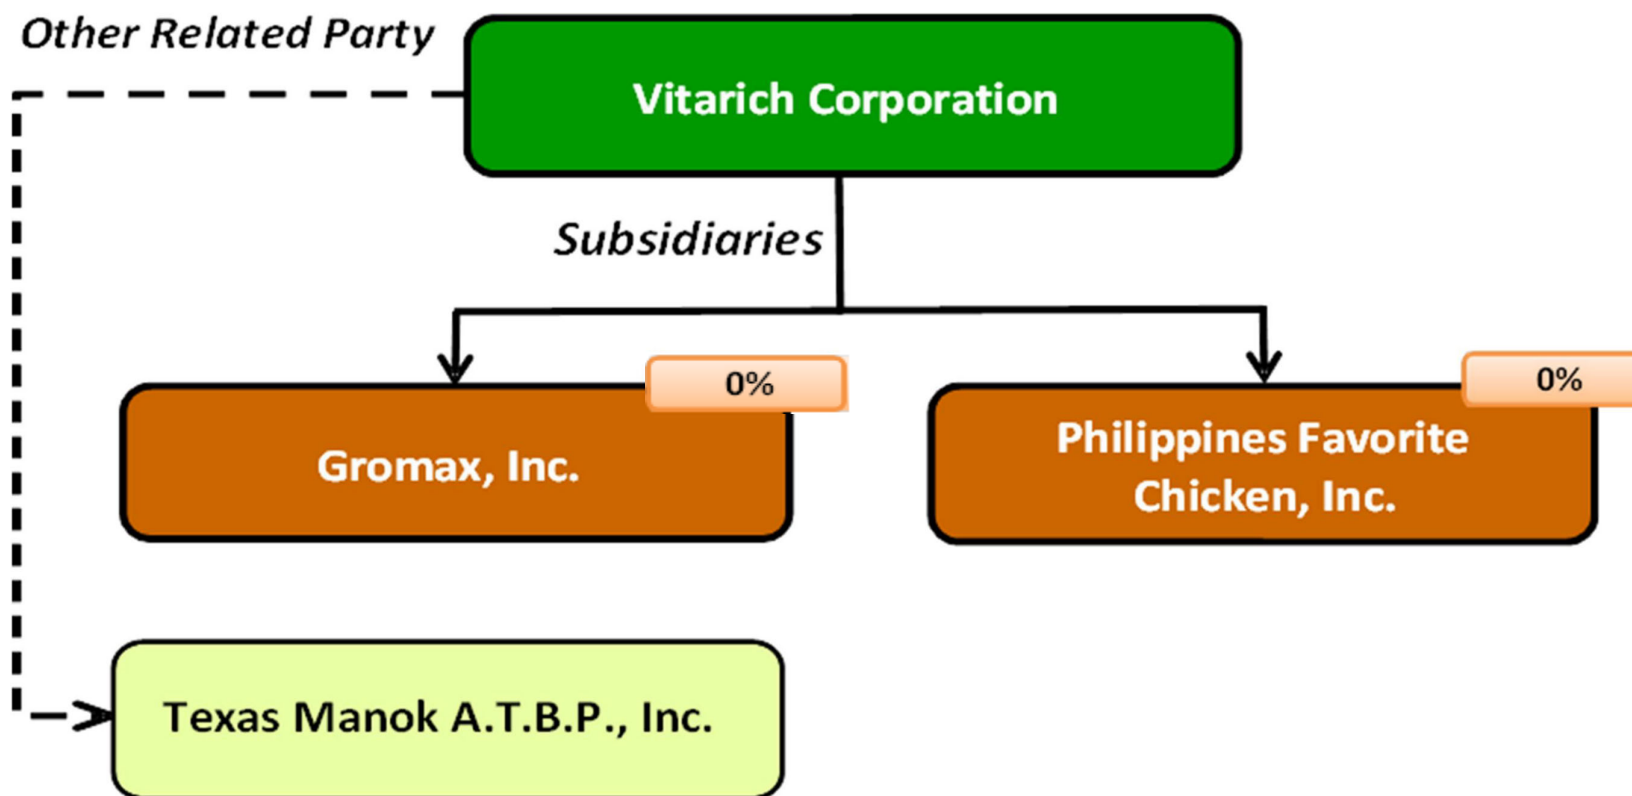 Other Related Party
Vitarich Corporation
Subsidiaries
0%
0%
Gromax, Inc.
Philippines Favorite
Chicken, Inc.
Texas Manok A.T.B.P., Inc.